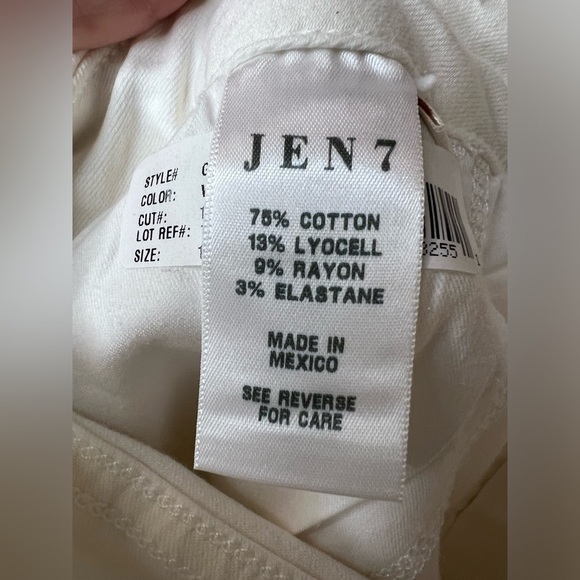 JEN7
75% COTTON
13% LYOCELL
9% RAYON
3% ELASTANE
MADE IN
MEXICO
SEE REVERSE
FOR CARE
STYLE#
COLOR:
CUT#:
LOT REF#:
SIZE:
3255